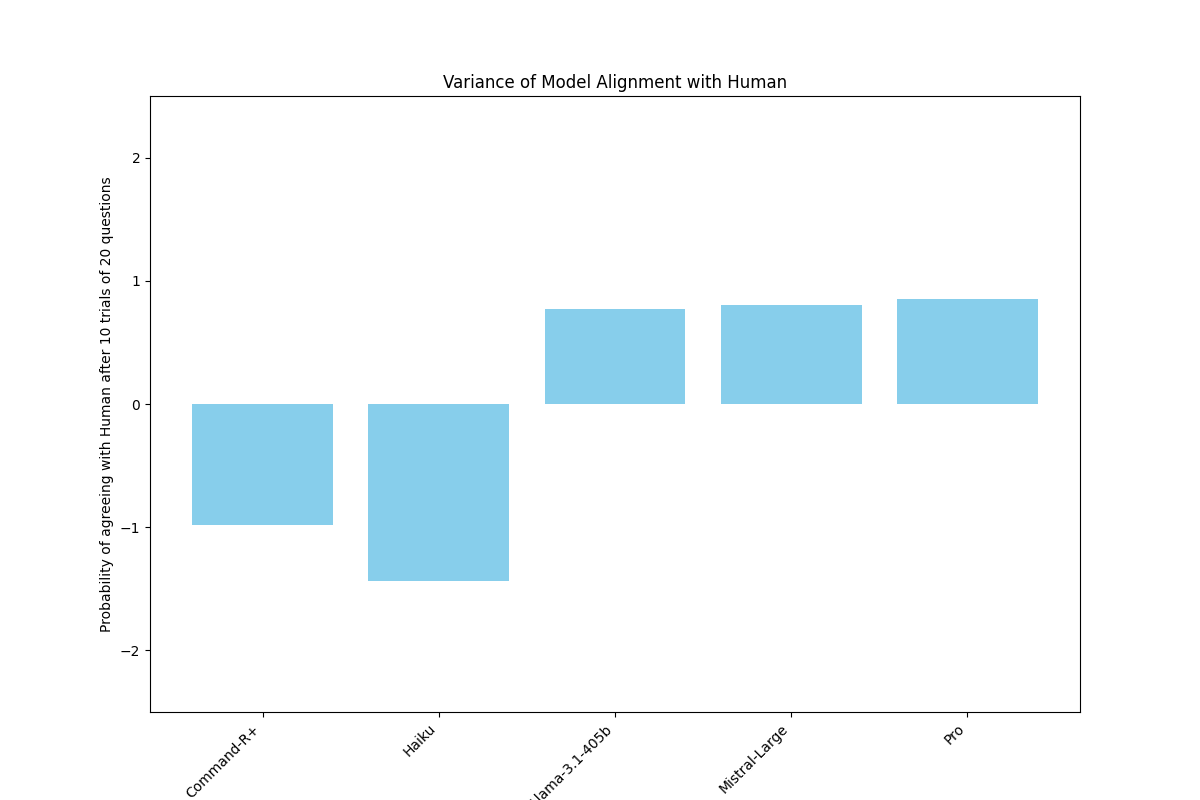 Variance of Model Alignment with Human
Probability of agreeing with Human after 10 trials of 20 questions
2
1
0
−1
−2
Command-R+
Haiku
lama-3.1-405b
Mistral-Large
Pro